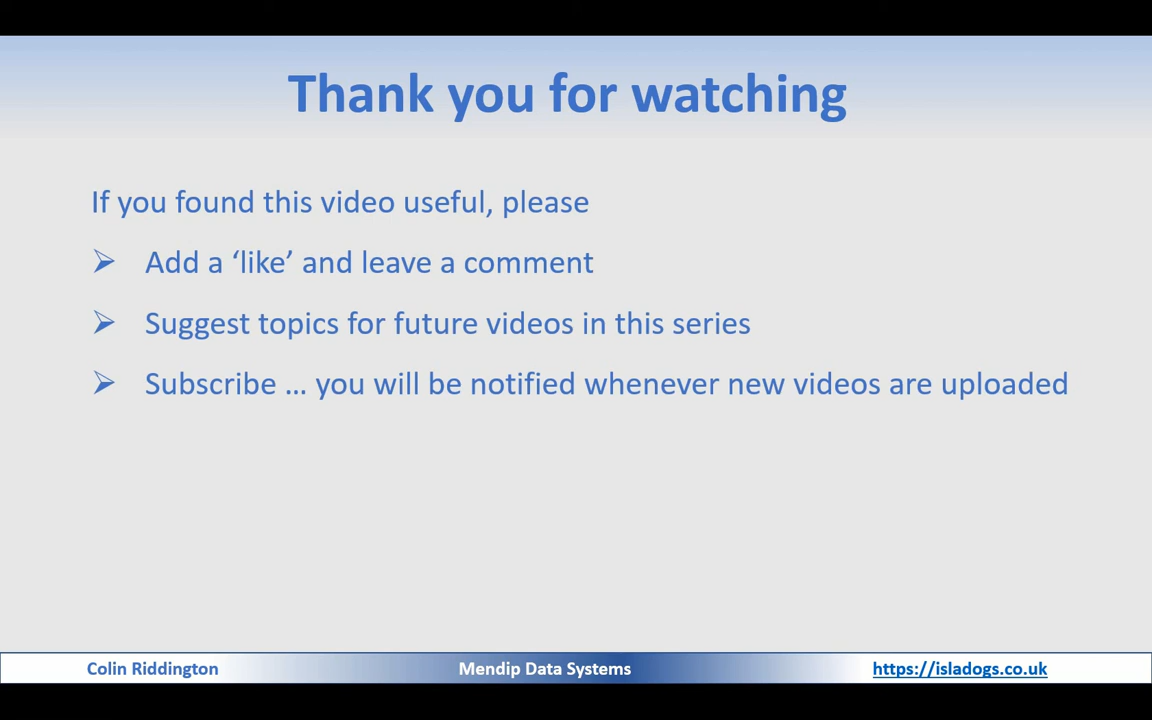 Thank you for watching
If you found this video useful, please
➢ Add a ‘like’ and leave a comment
➢ Suggest topics for future videos in this series
➢ Subscribe … you will be notified whenever new videos are uploaded
Colin Riddington Mendip Data Systems https://isladogs.co.uk